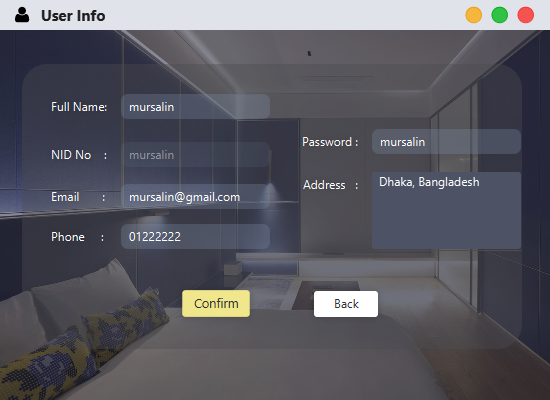 User Info
Full Name: mursalin
NID No : mursalin
Email : mursalin@gmail.com
Phone : 01222222
Password : mursalin
Address : Dhaka, Bangladesh
Confirm
Back